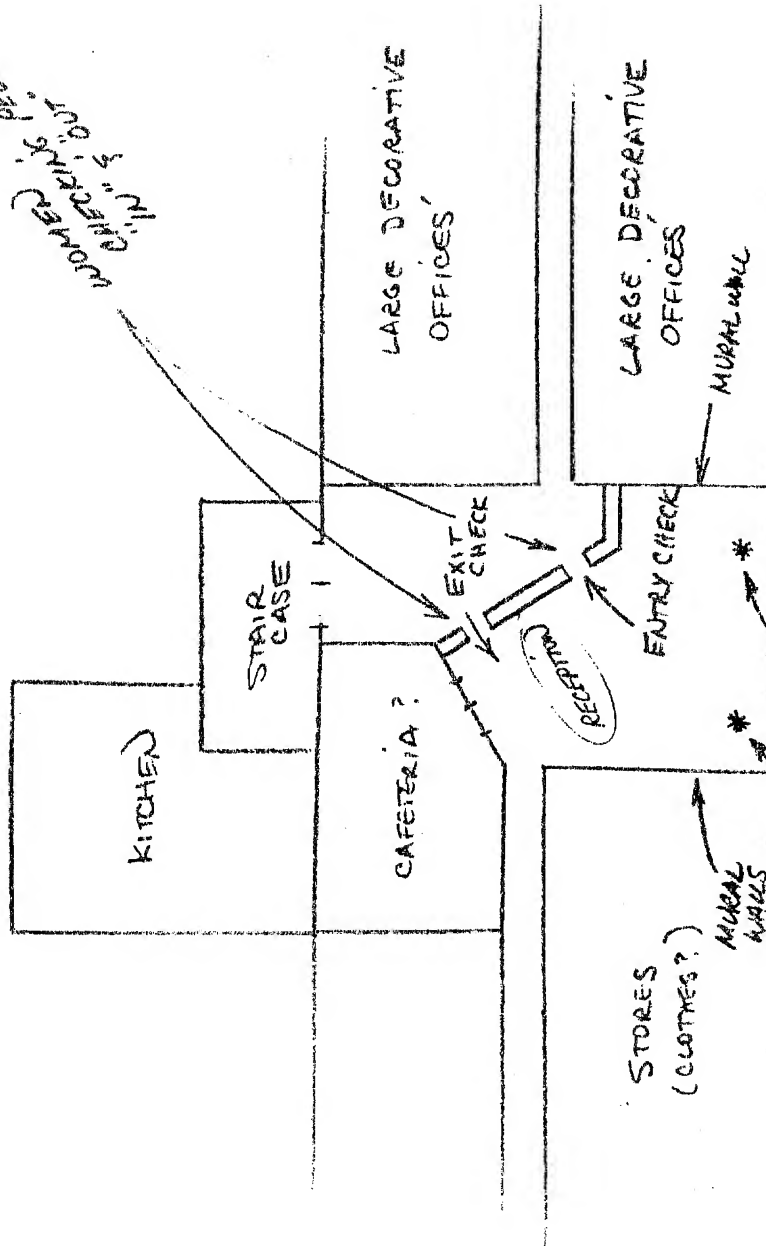 WOMEN
CHECKING
"IN" & "OUT"
LARGE DECORATIVE
OFFICES
STAIR
CASE
KITCHEN
EXIT
CHECK
CAFETERIA?
RECEPTION
ENTRY CHECK
LARGE DECORATIVE
OFFICES
MURAL WALL
STORES
(CLOTHES?)
MURAL
WALLS